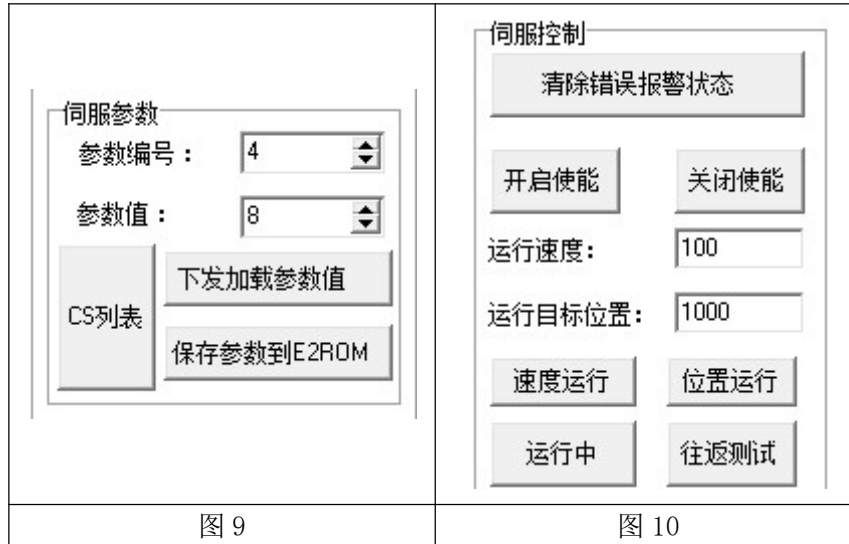 伺服参数
参数编号：
4
参数值：
8
CS列表
下发加载参数值
保存参数到E2ROM
图 9
伺服控制
清除错误报警状态
开启使能
关闭使能
运行速度：
100
运行目标位置：
1000
速度运行
位置运行
运行中
往返测试
图 10